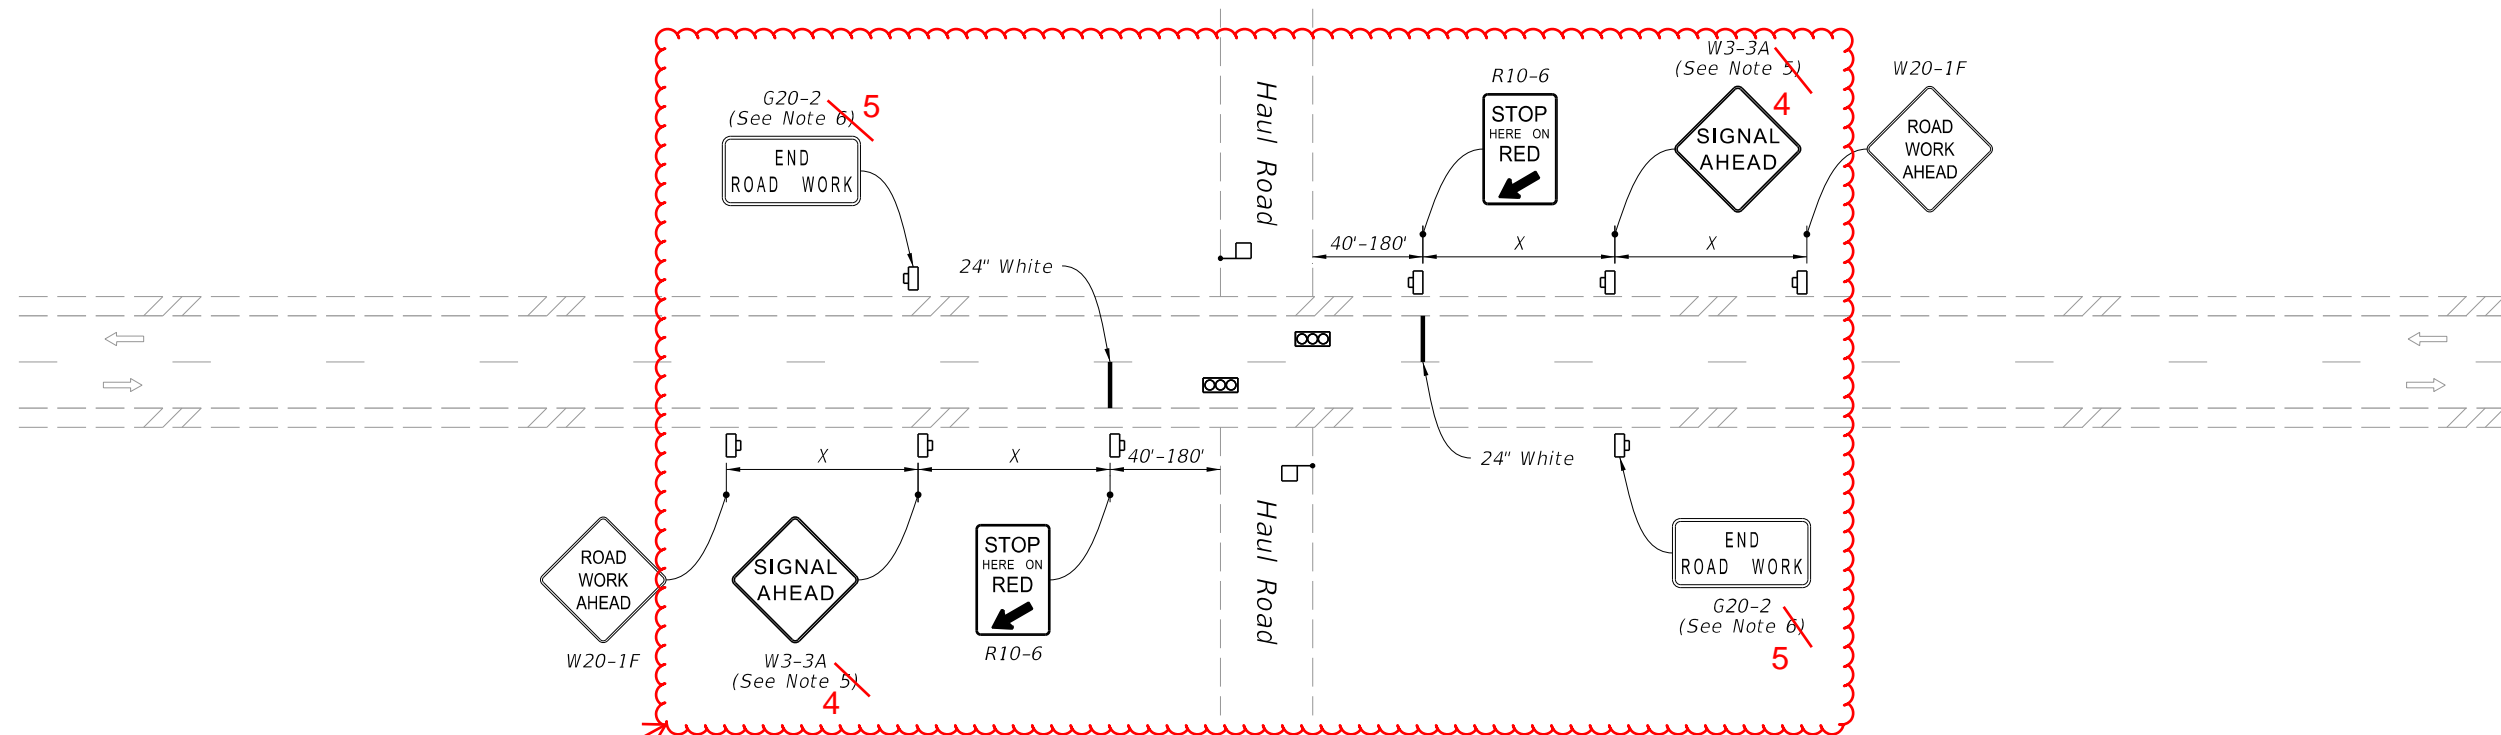 G20-2
(See Note 6)
5
END
ROAD WORK
24" White
Haul Road
R10-6
STOP
HERE ON
RED
W3-3A
(See Note 5)
4
SIGNAL
AHEAD
W20-1F
ROAD
WORK
AHEAD
40'-180'
X
X
X
X
40'-180'
24" White
ROAD
WORK
AHEAD
W20-1F
SIGNAL
AHEAD
W3-3A
(See Note 5)
4
STOP
HERE ON
RED
R10-6
Haul Road
END
ROAD WORK
G20-2
(See Note 6)
5